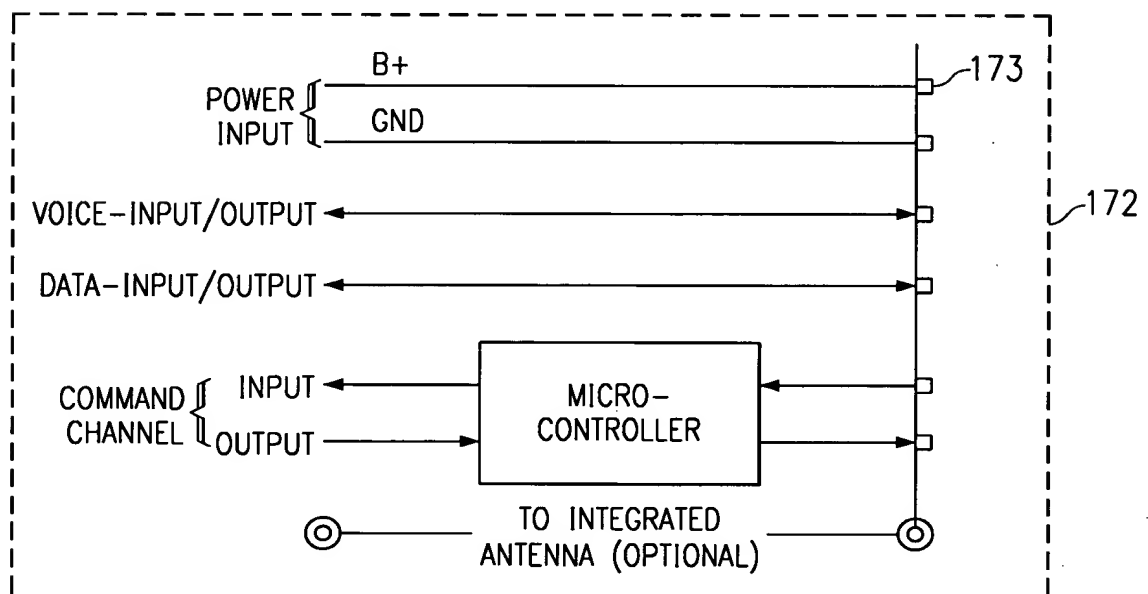 B+
173
POWER
INPUT
GND
172
VOICE-INPUT/OUTPUT
DATA-INPUT/OUTPUT
COMMAND
CHANNEL
INPUT
OUTPUT
MICRO-
CONTROLLER
TO INTEGRATED
ANTENNA (OPTIONAL)